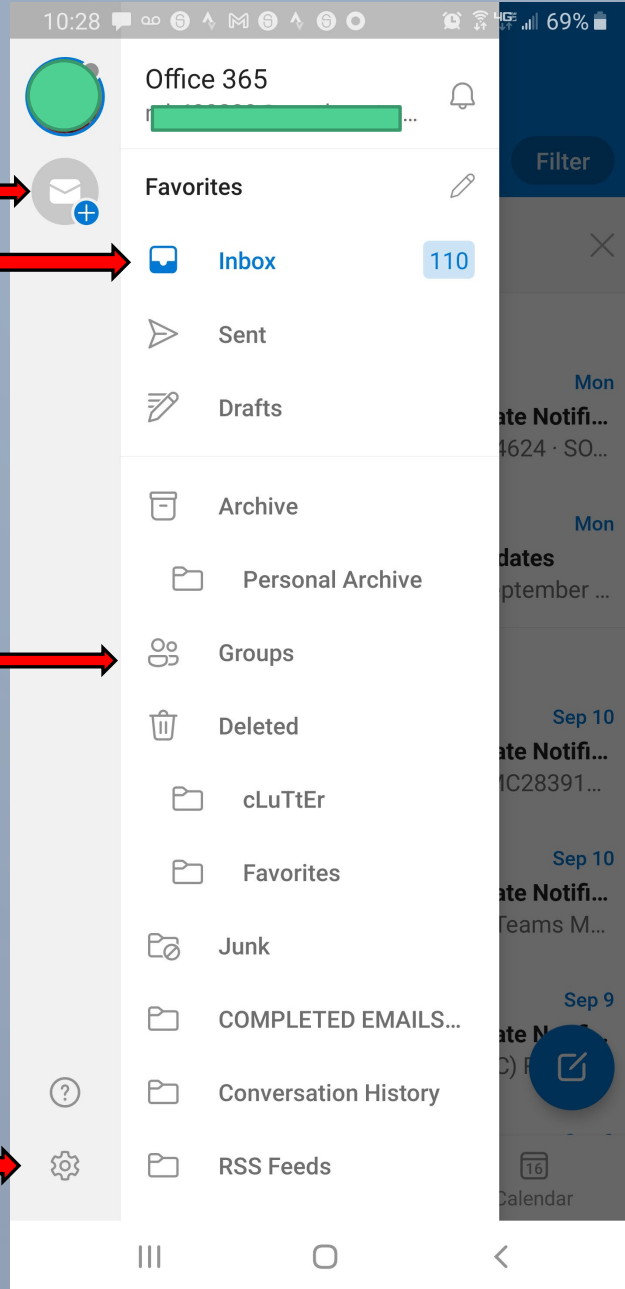 10:28 4GE 69%
Office 365
Filter
Favorites
Inbox 110
Sent
Mon
ate Notifi...
Drafts
4624 · SO...
Archive
Mon
dates
Personal Archive
ptember ...
Groups
Deleted
Sep 10
ate Notifi...
cLuTtEr
MC28391...
Favorites
Sep 10
ate Notifi...
Teams M...
Junk
Sep 9
COMPLETED EMAILS...
Conversation History
RSS Feeds
16
Calendar